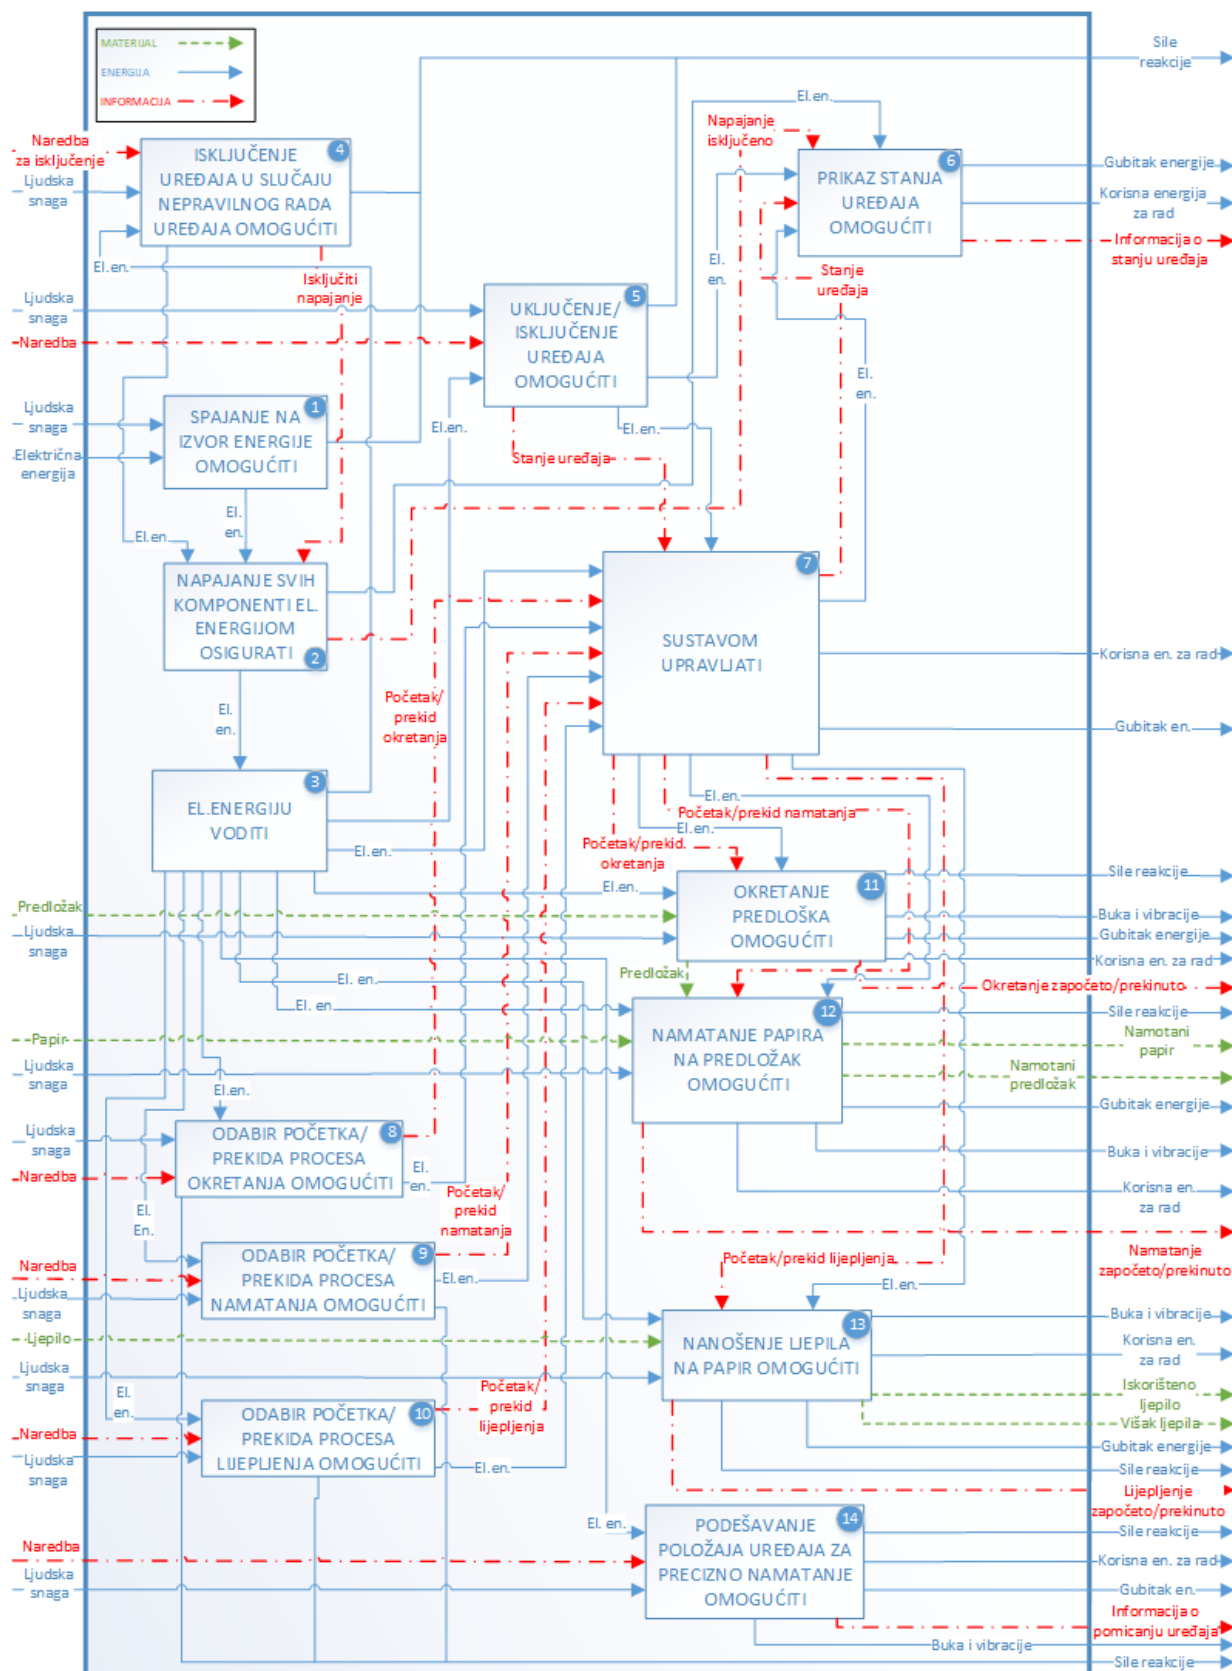 MATERIJAL
ENERGIJA
INFORMACIJA
Sile
reakcije
Naredba
za isključenje
Ljudska
snaga
4
ISKLJUČENJE
UREĐAJA U SLUČAJU
NEPRAVILNOG RADA
UREĐAJA OMOGUĆITI
El.en.
Isključiti
napajanje
El.en.
Napajanje
isključeno
6
PRIKAZ STANJA
UREĐAJA
OMOGUĆITI
Gubitak energije
Korisna energija
za rad
Informacija o
stanju uređaja
El.
en.
Stanje
uređaja
Ljudska
snaga
Naredba
5
UKLJUČENJE/
ISKLJUČENJE
UREĐAJA
OMOGUĆITI
El.
en.
El.en.
El.en.
Stanje uređaja
Ljudska
snaga
Električna
energija
1
SPAJANJE NA
IZVOR ENERGIJE
OMOGUĆITI
El.
en.
El.en.
NAPAJANJE SVIH
KOMPONENTI EL.
ENERGIJOM
OSIGURATI
2
7
SUSTAVOM
UPRAVLJATI
Korisna en. za rad
Gubitak en.
El.
en.
Početak/
prekid
okretanja
3
EL.ENERGIJU
VODITI
El.en.
El.en.
Početak/prekid namatanja
El.en.
Početak/prekid
okretanja
El.en.
Predložak
Ljudska
snaga
11
OKRETANJE
PREDLOŠKA
OMOGUĆITI
Sile reakcije
Buka i vibracije
Gubitak energije
Korisna en. za rad
Okretanje započeto/prekinuto
Predložak
El. en.
El. en.
Papir
Ljudska
snaga
12
NAMATANJE PAPIRA
NA PREDLOŽAK
OMOGUĆITI
Sile reakcije
Namotani
papir
Namotani
predložak
Gubitak energije
Buka i vibracije
Korisna en.
za rad
Namatanje
započeto/prekinuto
El.en.
Ljudska
snaga
Naredba
8
ODABIR POČETKA/
PREKIDA PROCESA
OKRETANJA OMOGUĆITI
El.
en.
Početak/
prekid
namatanja
El.
En.
Naredba
Ljudska
snaga
9
ODABIR POČETKA/
PREKIDA PROCESA
NAMATANJA OMOGUĆITI
El.en.
Početak/prekid lijepljenja
El.en.
Ljepilo
Ljudska
snaga
13
NANOŠENJE LJEPILA
NA PAPIR OMOGUĆITI
Buka i vibracije
Korisna en.
za rad
Iskorišteno
ljepilo
Višak ljepila
Gubitak energije
Sile reakcije
Lijepljenje
započeto/prekinuto
El.
en.
Početak/
prekid
lijepljenja
Naredba
Ljudska
snaga
10
ODABIR POČETKA/
PREKIDA PROCESA
LIJEPLJENJA OMOGUĆITI
El.en.
El. en.
Naredba
Ljudska
snaga
14
PODEŠAVANJE
POLOŽAJA UREĐAJA ZA
PRECIZNO NAMATANJE
OMOGUĆITI
Sile reakcije
Korisna en. za rad
Gubitak en.
Informacija o
pomicanju uređaja
Buka i vibracije
Sile reakcije